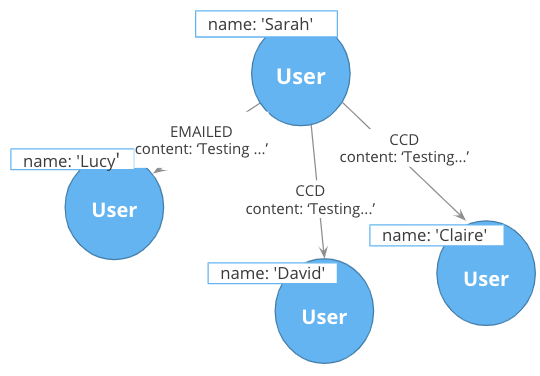 name: 'Sarah'
User
EMAILED
content: ‘Testing ...’
CCD
content: ‘Testing...’
name: 'Lucy'
User
CCD
content: ‘Testing...’
name: 'Claire'
User
name: 'David'
User